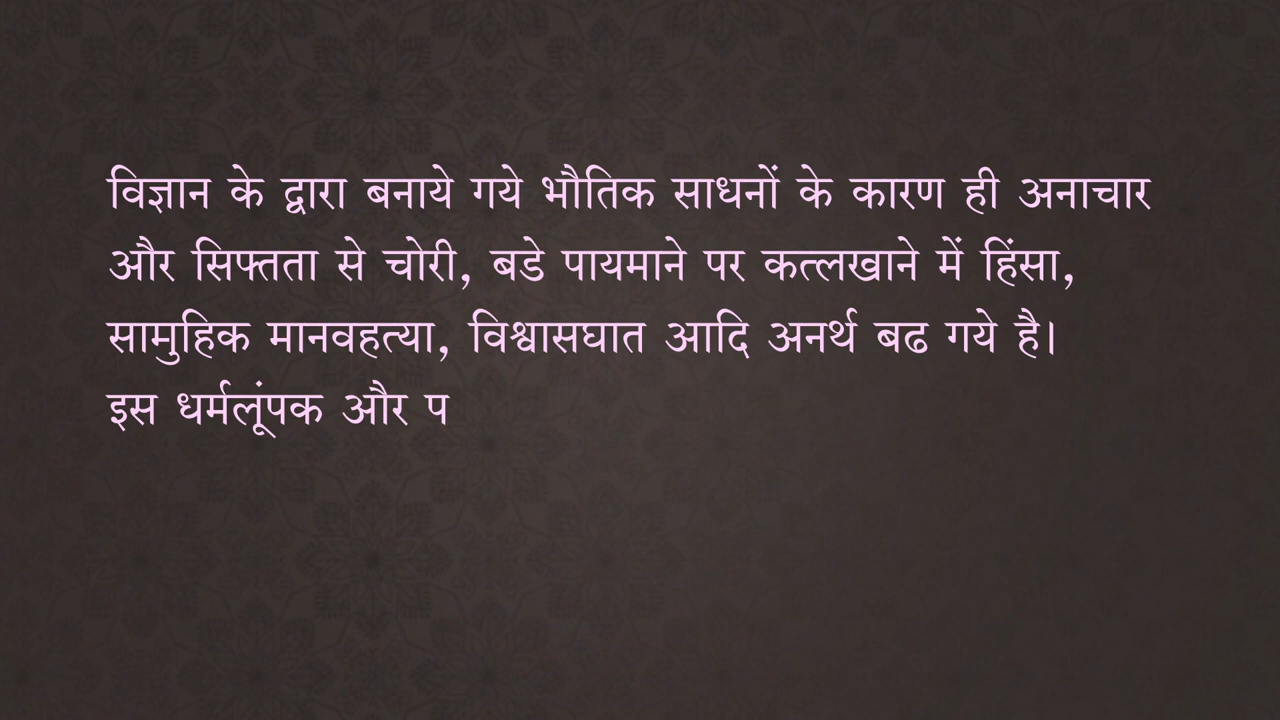 विज्ञान के द्वारा बनाये गये भौतिक साधनों के कारण ही अनाचार
और सिफ्तता से चोरी, बडे पायमाने पर कत्लखाने में हिंसा,
सामुहिक मानवहत्या, विश्वासघात आदि अनर्थ बढ गये है।
इस धर्मलूंपक और प